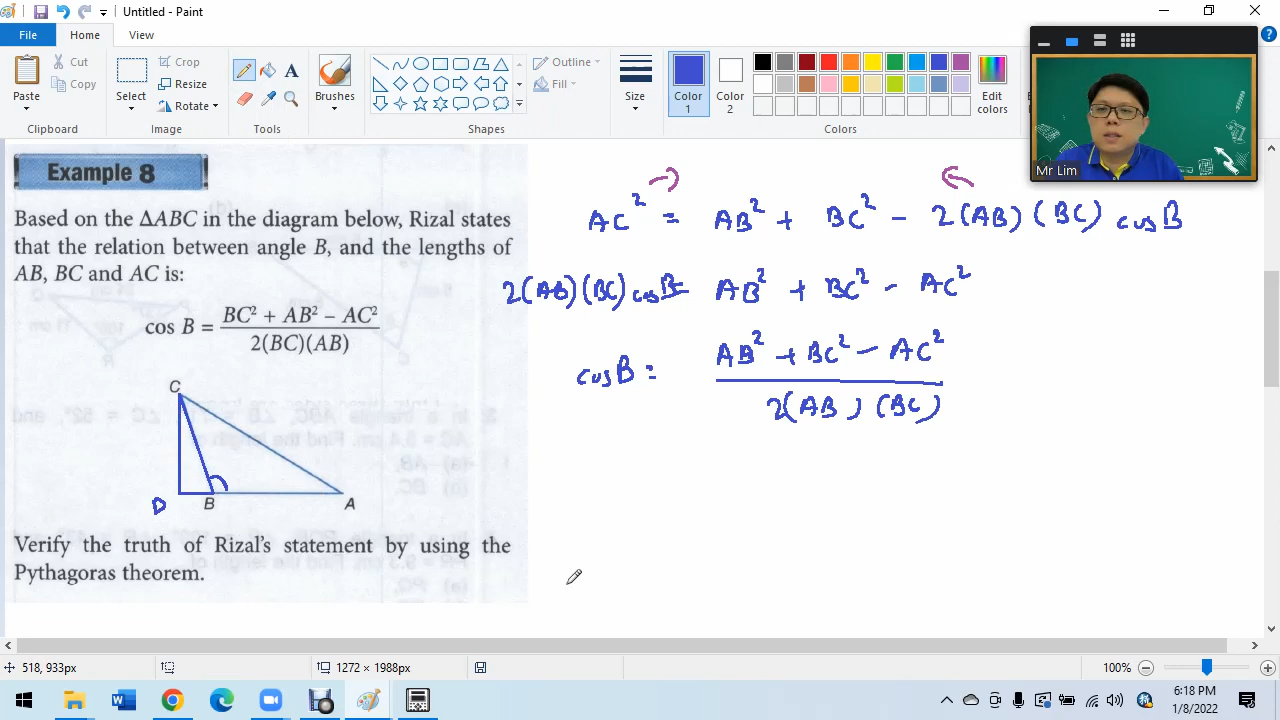 Untitled - Paint
File
Home
View
Paste
Cut
Copy
Clipboard
Select
Crop
Resize
Rotate
Image
A
Tools
Brushes
Outline
Fill
Shapes
Size
Color 1
Color 2
Edit colors
Colors
Mr Lim
Example 8
Based on the ΔABC in the diagram below, Rizal states
that the relation between angle B, and the lengths of
AB, BC and AC is:
cos B = BC² + AB² − AC² / 2(BC)(AB)
C
D
B
A
Verify the truth of Rizal's statement by using the
Pythagoras theorem.
AC² = AB² + BC² − 2(AB)(BC) cos B
2(AB)(BC) cos B = AB² + BC² − AC²
cos B = AB² + BC² − AC² / 2(AB)(BC)
518, 933px
1272 × 1988px
100%
6:18 PM
1/8/2022